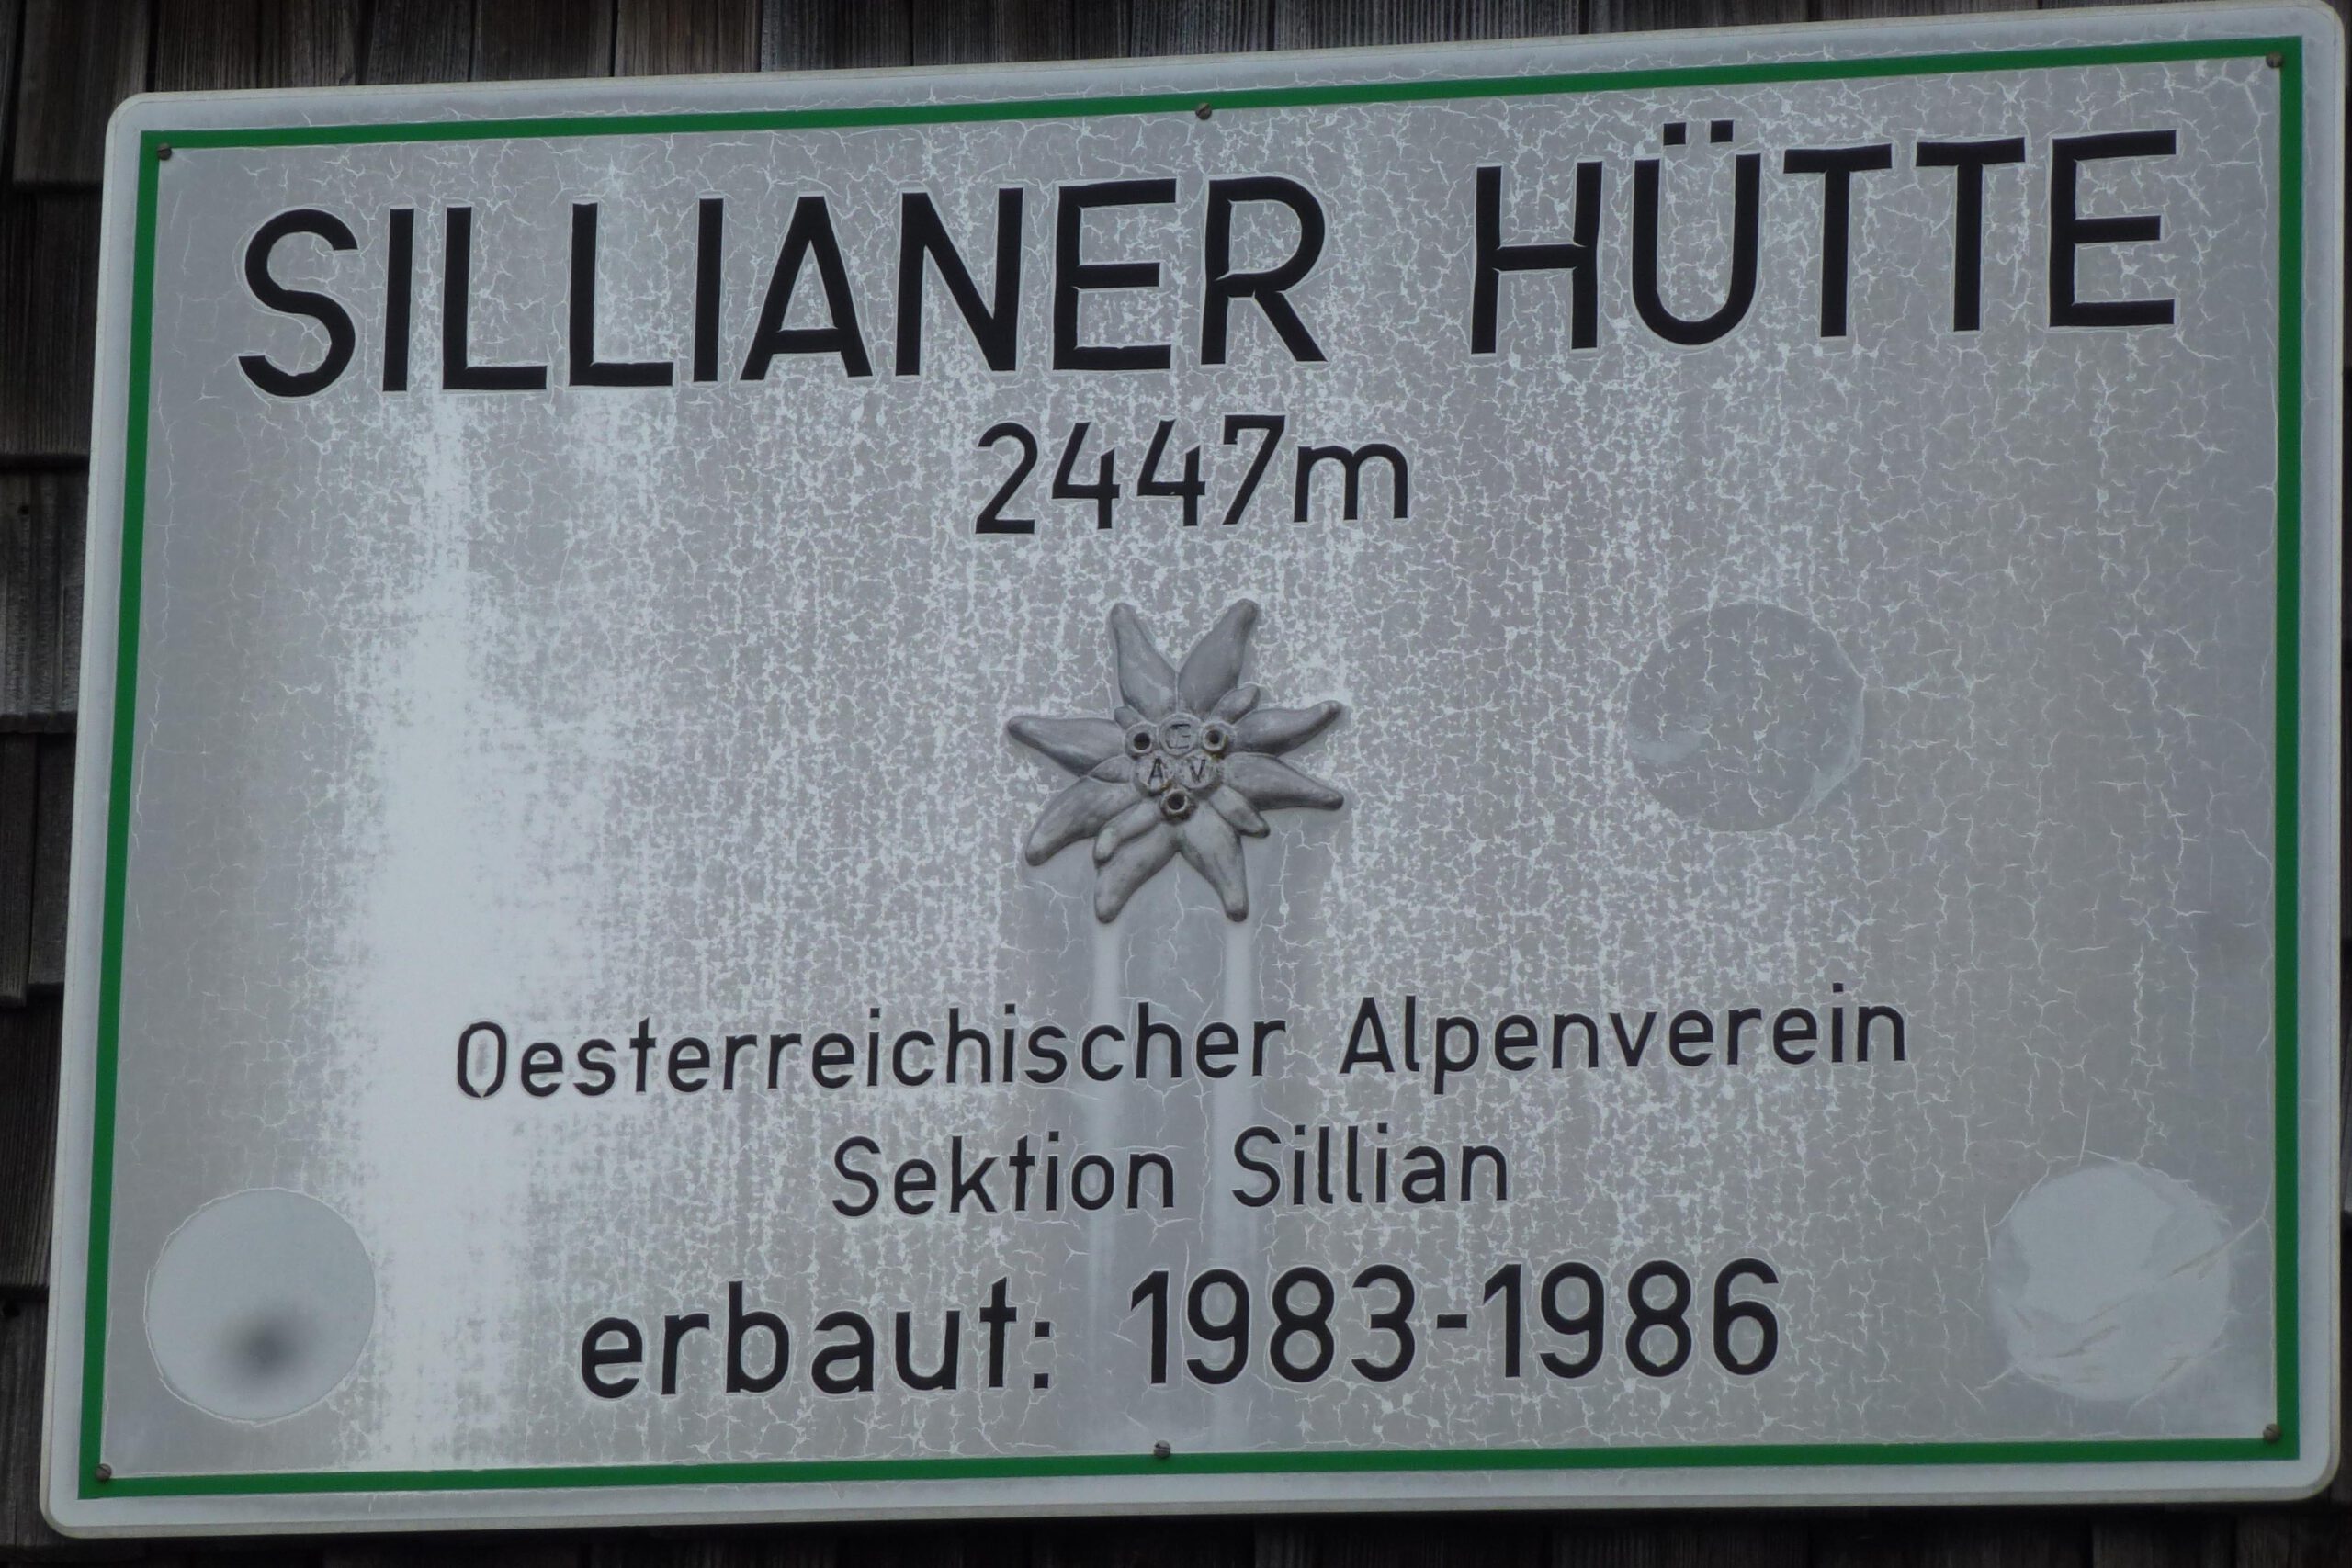 SILLIANER HÜTTE
2447m
Œ
A V
Oesterreichischer Alpenverein
Sektion Sillian
erbaut: 1983-1986